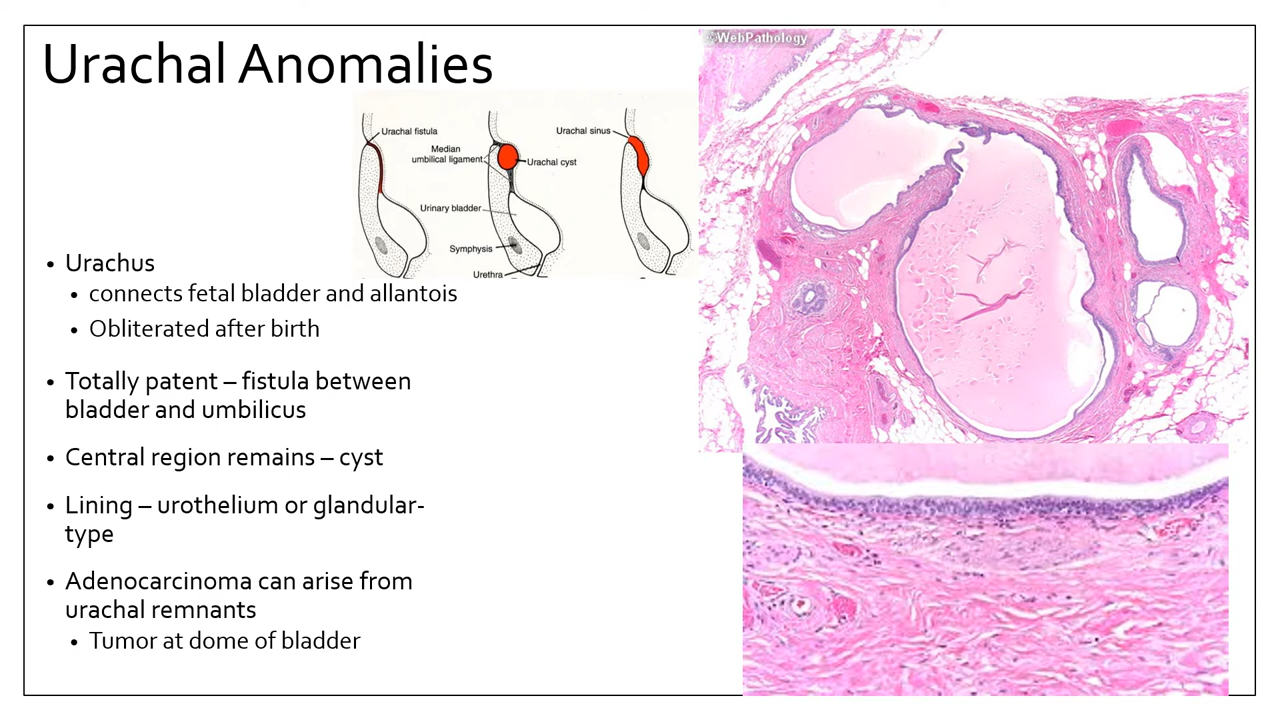 Urachal Anomalies
©WebPathology
Urachal fistula
Median
umbilical ligament
Urachal cyst
Urachal sinus
Urinary bladder
Symphysis
Urethra
• Urachus
• connects fetal bladder and allantois
• Obliterated after birth
• Totally patent – fistula between
bladder and umbilicus
• Central region remains – cyst
• Lining – urothelium or glandular-
type
• Adenocarcinoma can arise from
urachal remnants
• Tumor at dome of bladder